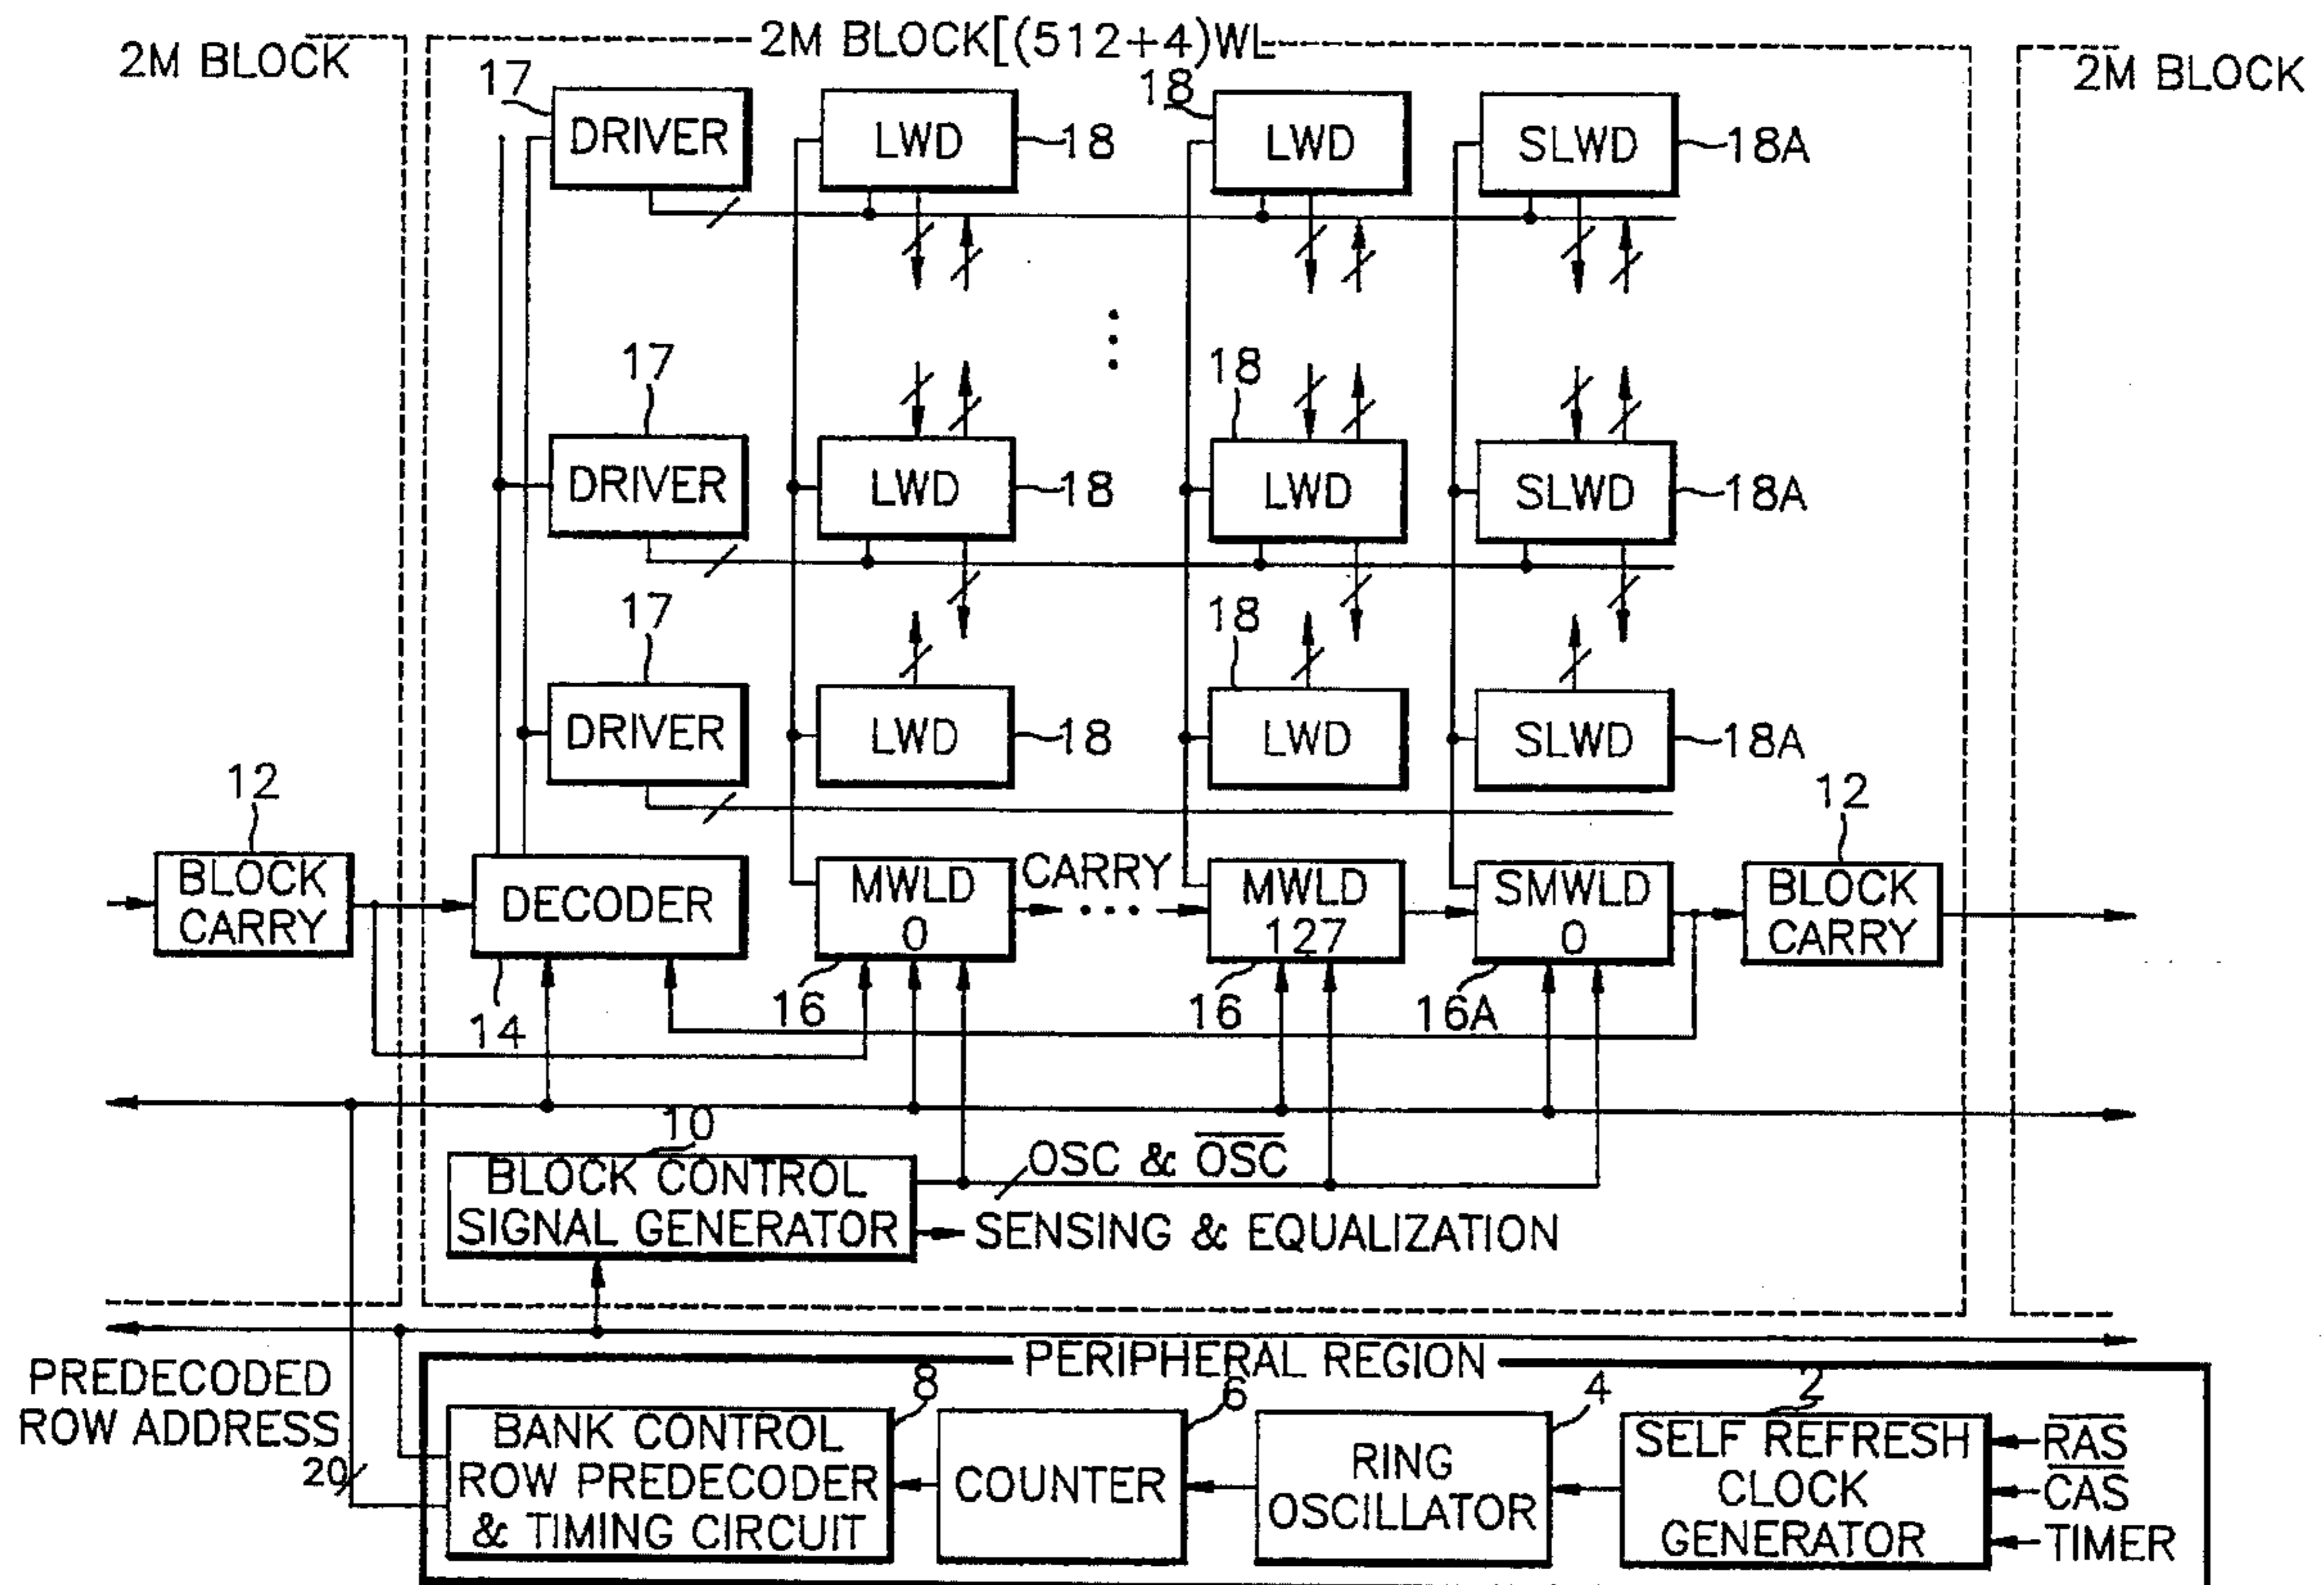 2M BLOCK
2M BLOCK[(512+4)WL
2M BLOCK
17
DRIVER
LWD
18
18
LWD
SLWD
18A
17
DRIVER
LWD
18
18
LWD
SLWD
18A
17
DRIVER
LWD
18
18
LWD
SLWD
18A
12
BLOCK
CARRY
DECODER
14
MWLD
0
16
CARRY
MWLD
127
16
SMWLD
0
16A
12
BLOCK
CARRY
10
BLOCK CONTROL
SIGNAL GENERATOR
OSC & O̅S̅C̅
SENSING & EQUALIZATION
PERIPHERAL REGION
PREDECODED
ROW ADDRESS
20
8
BANK CONTROL
ROW PREDECODER
& TIMING CIRCUIT
6
COUNTER
4
RING
OSCILLATOR
2
SELF REFRESH
CLOCK
GENERATOR
R̅A̅S̅
C̅A̅S̅
TIMER